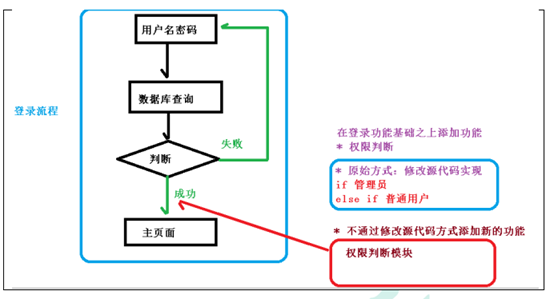 用户名密码
数据库查询
登录流程
失败
判断
成功
主页面
在登录功能基础之上添加功能
* 权限判断
* 原始方式：修改源代码实现
if 管理员
else if 普通用户
* 不通过修改源代码方式添加新的功能
权限判断模块